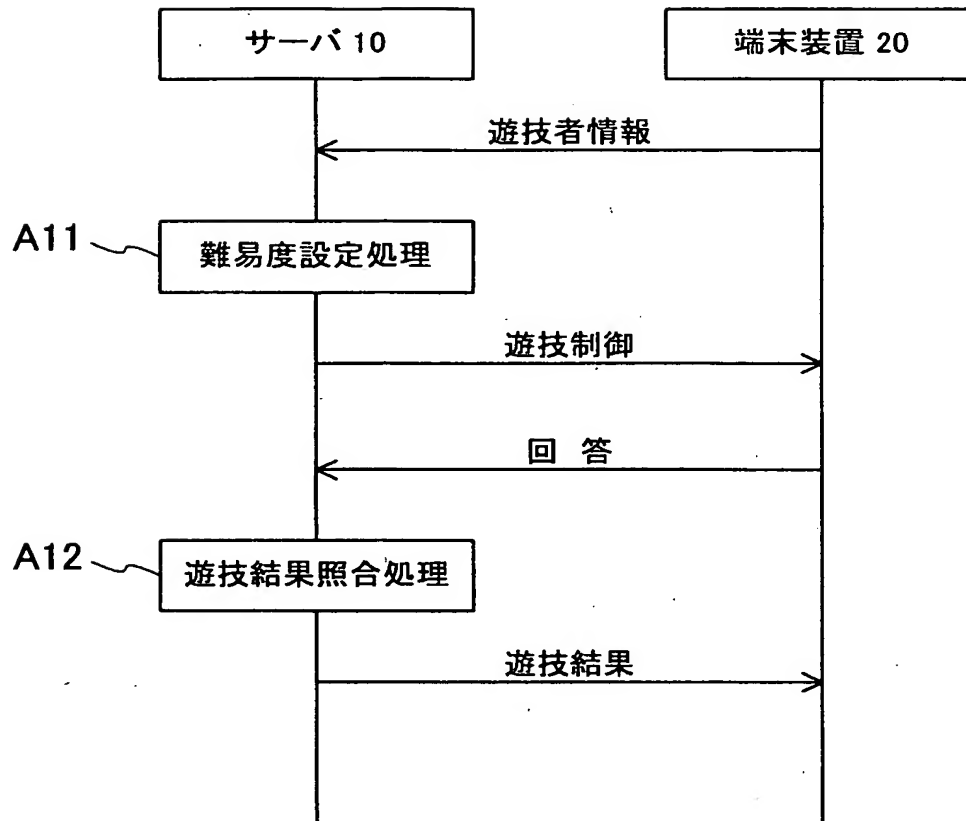 サーバ 10
端末装置 20
遊技者情報
A11
難易度設定処理
遊技制御
回 答
A12
遊技結果照合処理
遊技結果